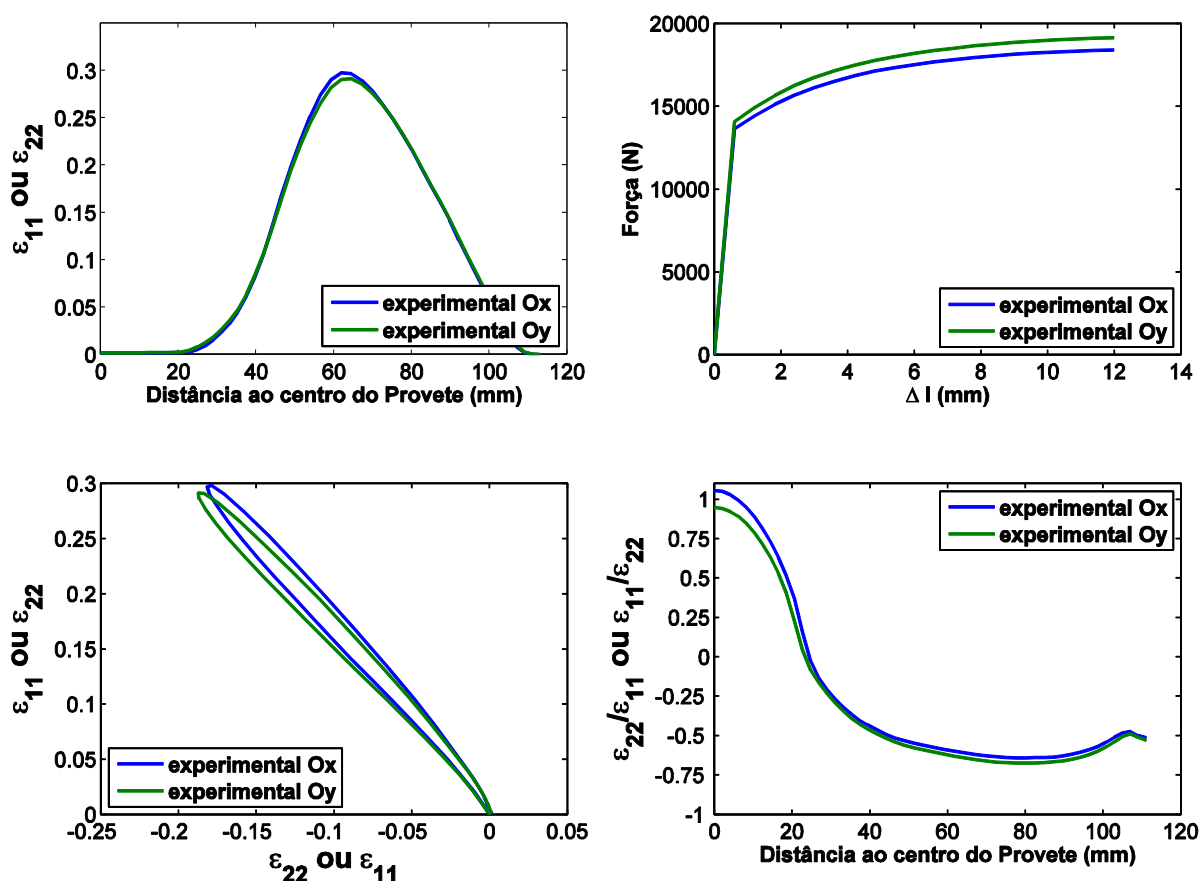 0.3
0.25
0.2
0.15
0.1
0.05
0
ε11 ou ε22
0 20 40 60 80 100 120
Distância ao centro do Provete (mm)
experimental Ox
experimental Oy
20000
15000
10000
5000
0
Força (N)
0 2 4 6 8 10 12 14
Δ l (mm)
experimental Ox
experimental Oy
0.3
0.25
0.2
0.15
0.1
0.05
0
ε11 ou ε22
-0.25 -0.2 -0.15 -0.1 -0.05 0 0.05
ε22 ou ε11
experimental Ox
experimental Oy
1
0.75
0.5
0.25
0
-0.25
-0.5
-0.75
-1
ε22/ε11 ou ε11/ε22
0 20 40 60 80 100 120
Distância ao centro do Provete (mm)
experimental Ox
experimental Oy